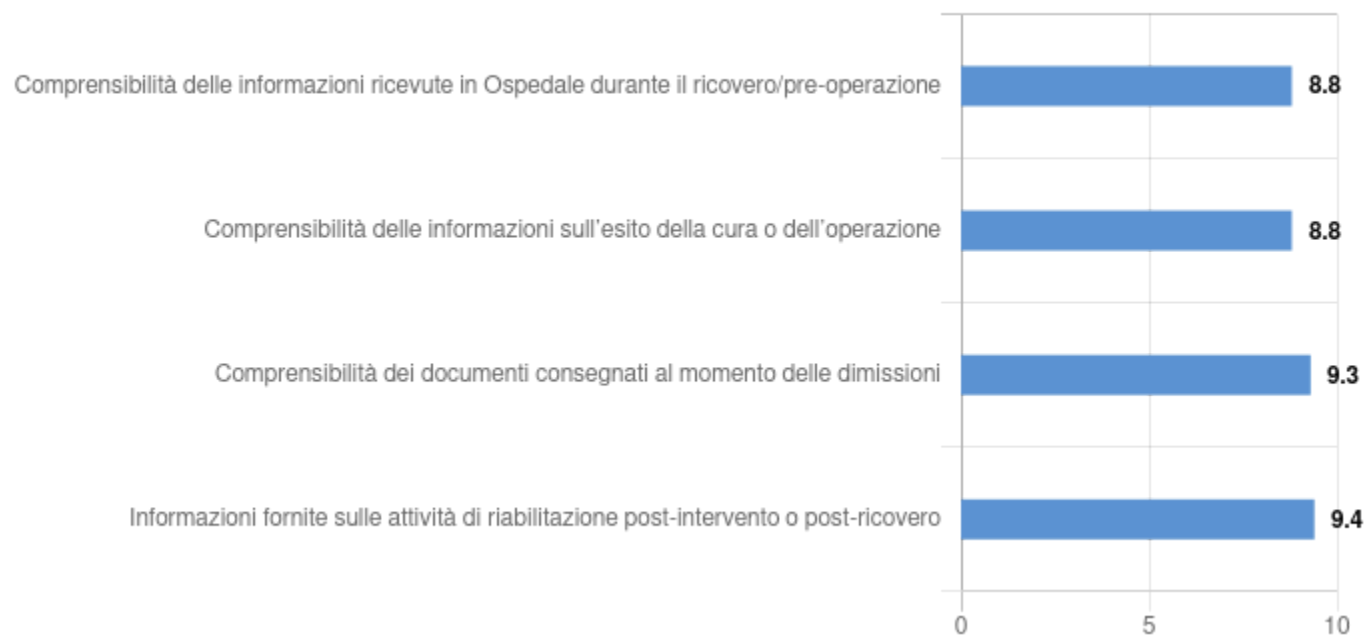 Comprensibilità delle informazioni ricevute in Ospedale durante il ricovero/pre-operazione 8.8
Comprensibilità delle informazioni sull'esito della cura o dell'operazione 8.8
Comprensibilità dei documenti consegnati al momento delle dimissioni 9.3
Informazioni fornite sulle attività di riabilitazione post-intervento o post-ricovero 9.4
0 5 10